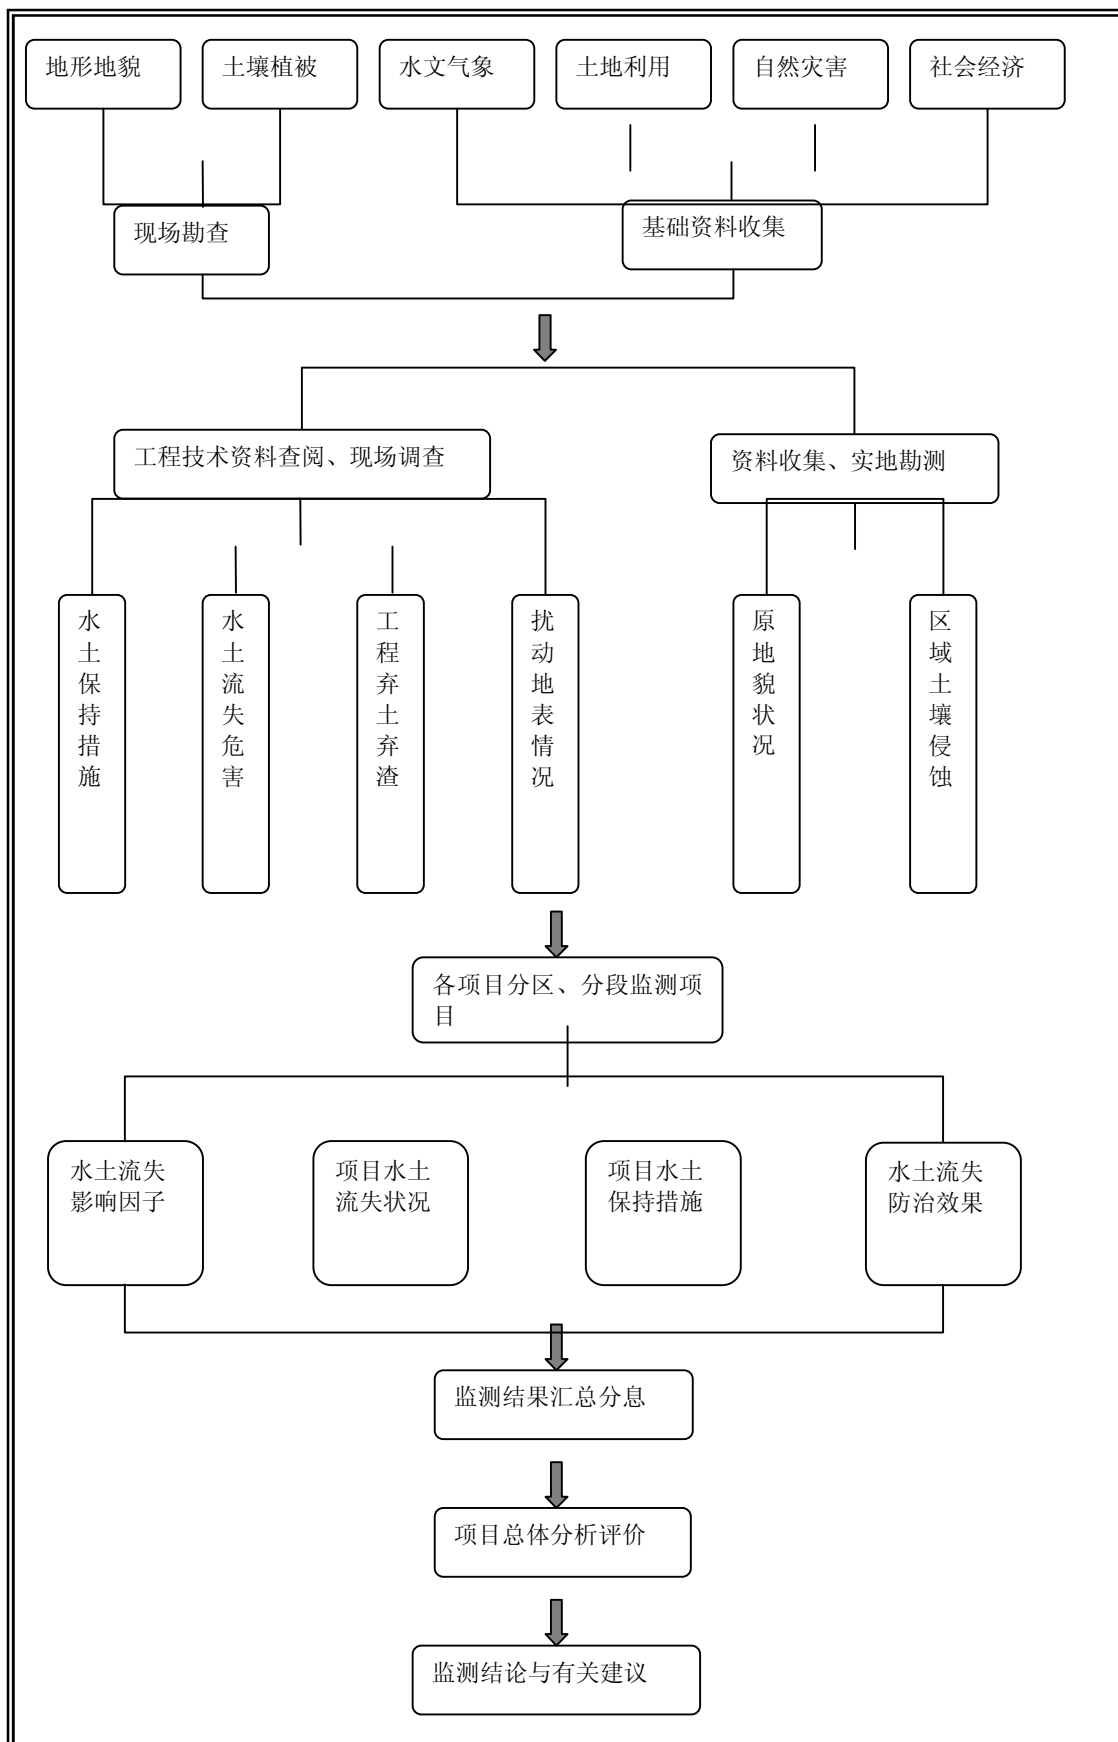 地形地貌
土壤植被
水文气象
土地利用
自然灾害
社会经济
现场勘查
基础资料收集
工程技术资料查阅、现场调查
资料收集、实地勘测
水土保持措施
水土流失危害
工程弃土弃渣
扰动地表情况
原地貌状况
区域土壤侵蚀
各项目分区、分段监测项
目
水土流失
影响因子
项目水土
流失状况
项目水土
保持措施
水土流失
防治效果
监测结果汇总分息
项目总体分析评价
监测结论与有关建议